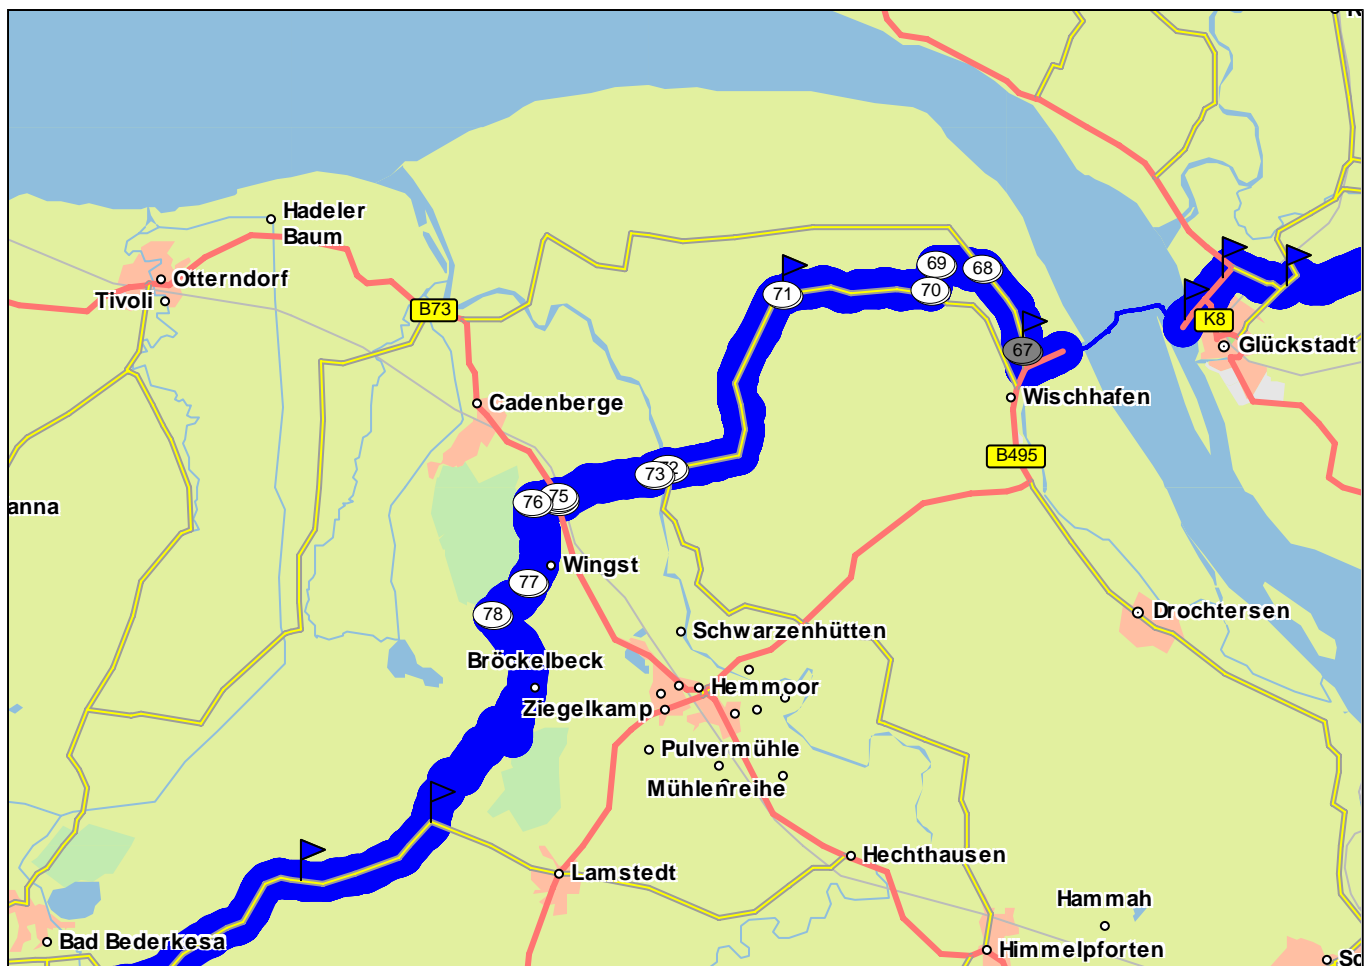 Hadeler
Baum
69
68
Otterndorf
70
71
Tivoli
B73
K8
Glückstadt
67
Wischhafen
Cadenberge
B495
73
72
76
75
anna
Wingst
77
78
Drochtersen
Schwarzenhütten
Bröckelbeck
Hemmoor
Ziegelkamp
Pulvermühle
Mühlenreihe
Hechthausen
Lamstedt
Hammah
Bad Bederkesa
Himmelpforten